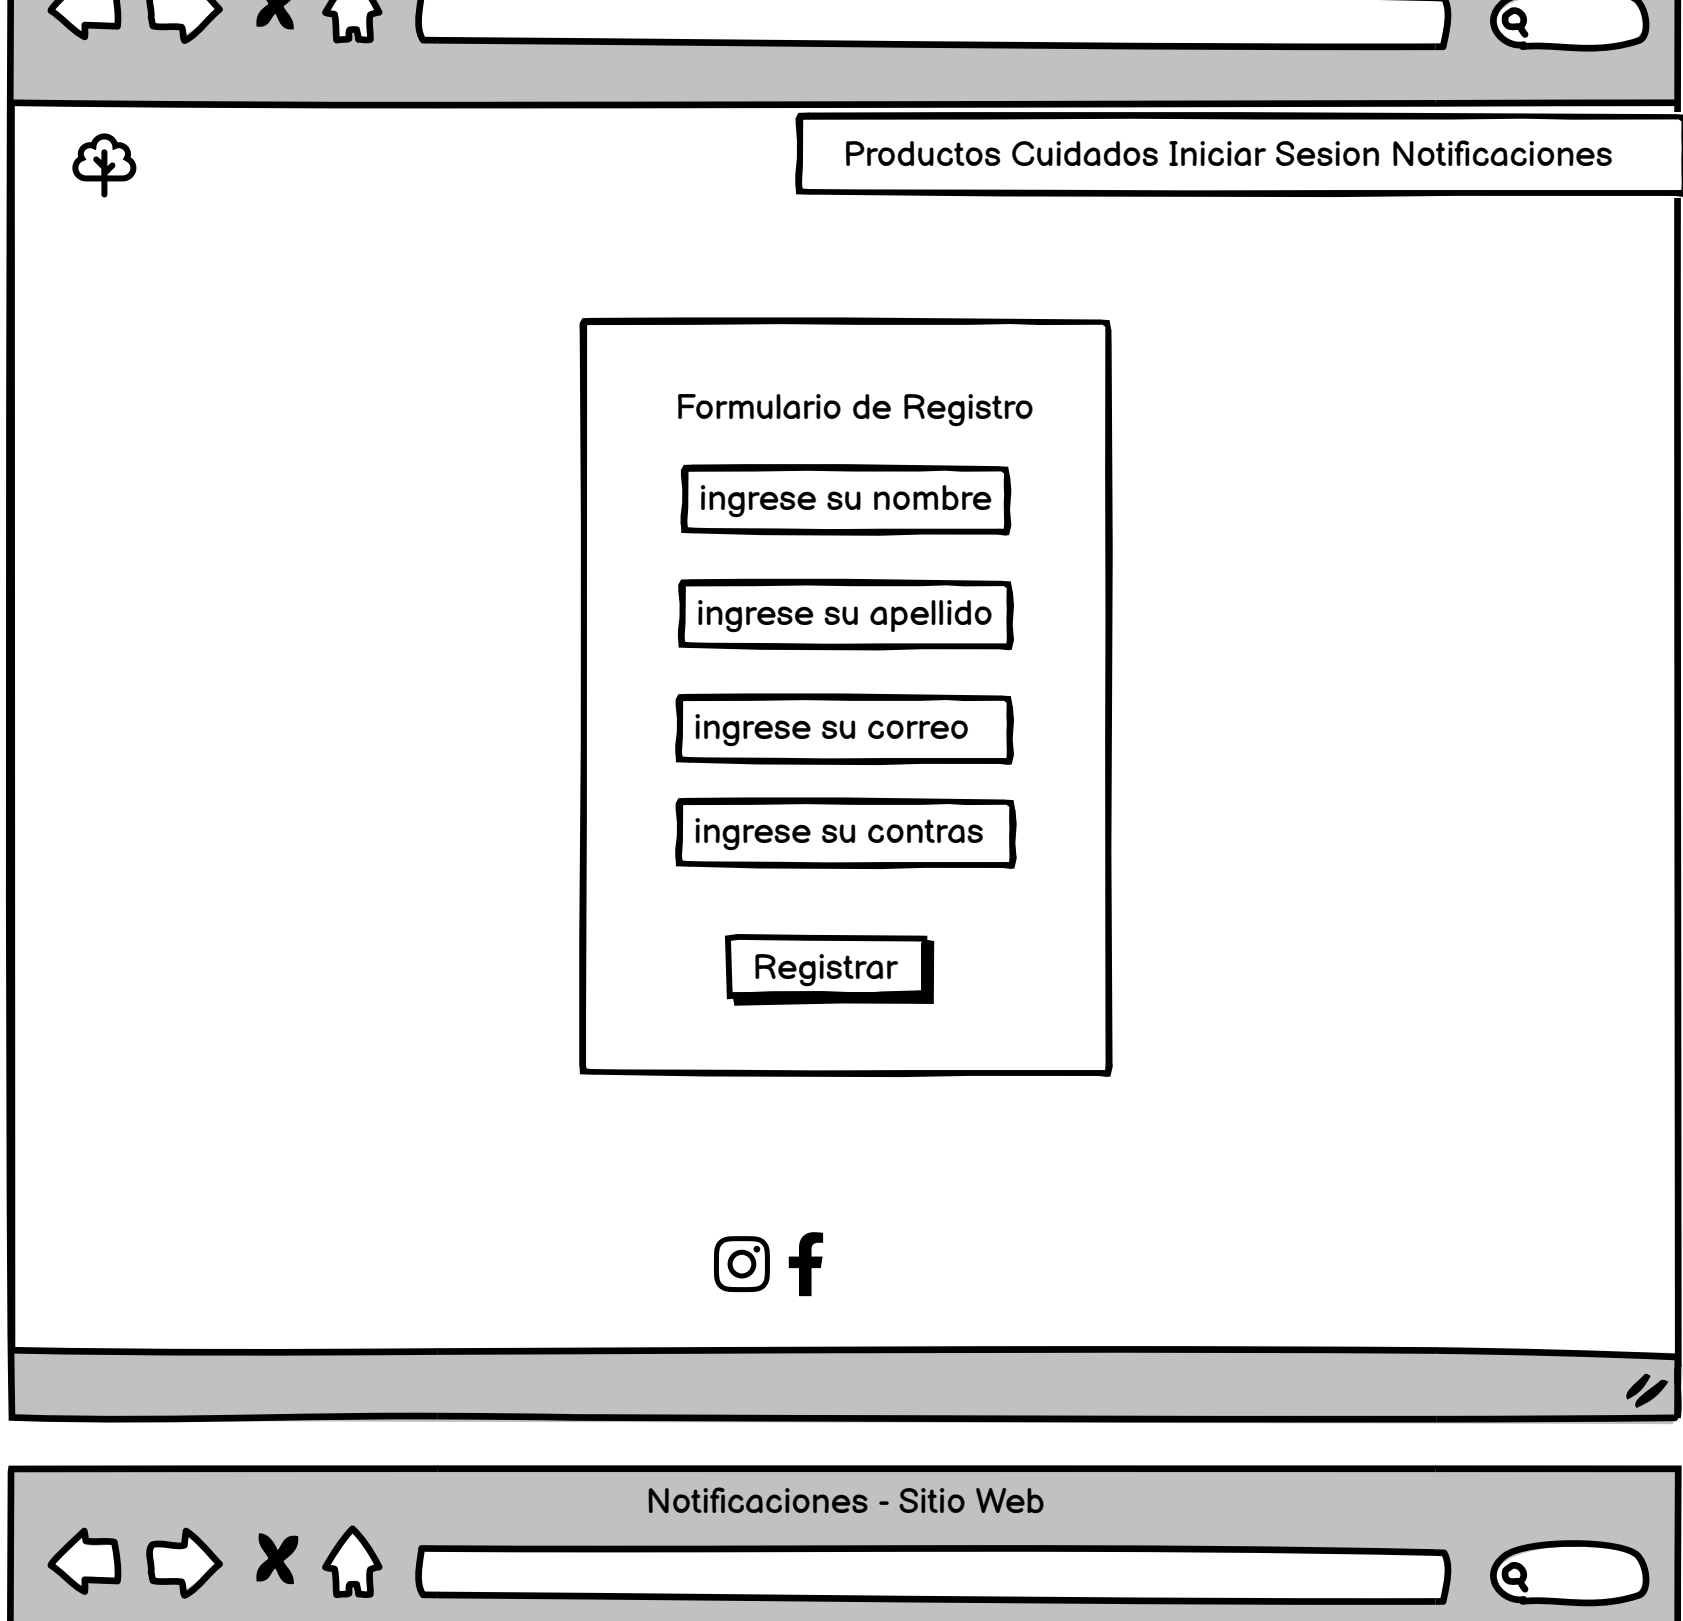 Productos Cuidados Iniciar Sesion Notificaciones
Formulario de Registro
ingrese su nombre
ingrese su apellido
ingrese su correo
ingrese su contras
Registrar
Notificaciones - Sitio Web